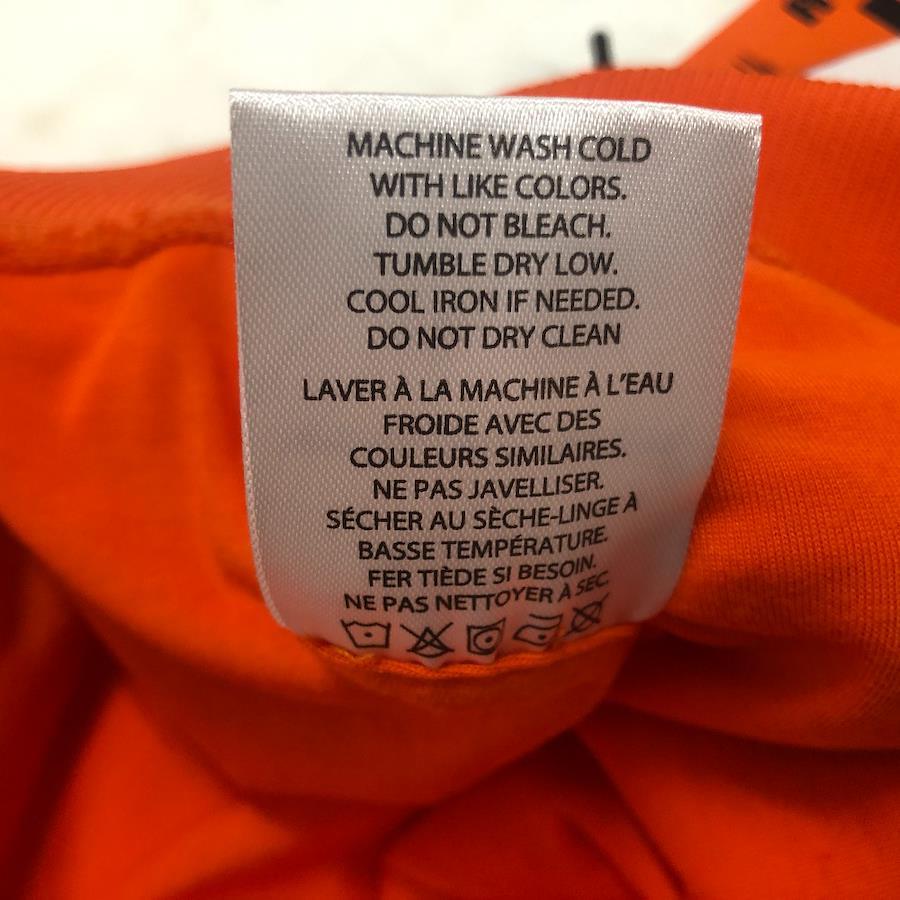 MACHINE WASH COLD
WITH LIKE COLORS.
DO NOT BLEACH.
TUMBLE DRY LOW.
COOL IRON IF NEEDED.
DO NOT DRY CLEAN
LAVER À LA MACHINE À L'EAU
FROIDE AVEC DES
COULEURS SIMILAIRES.
NE PAS JAVELLISER.
SÉCHER AU SÈCHE-LINGE À
BASSE TEMPÉRATURE.
FER TIÈDE SI BESOIN.
NE PAS NETTOYER À SEC.